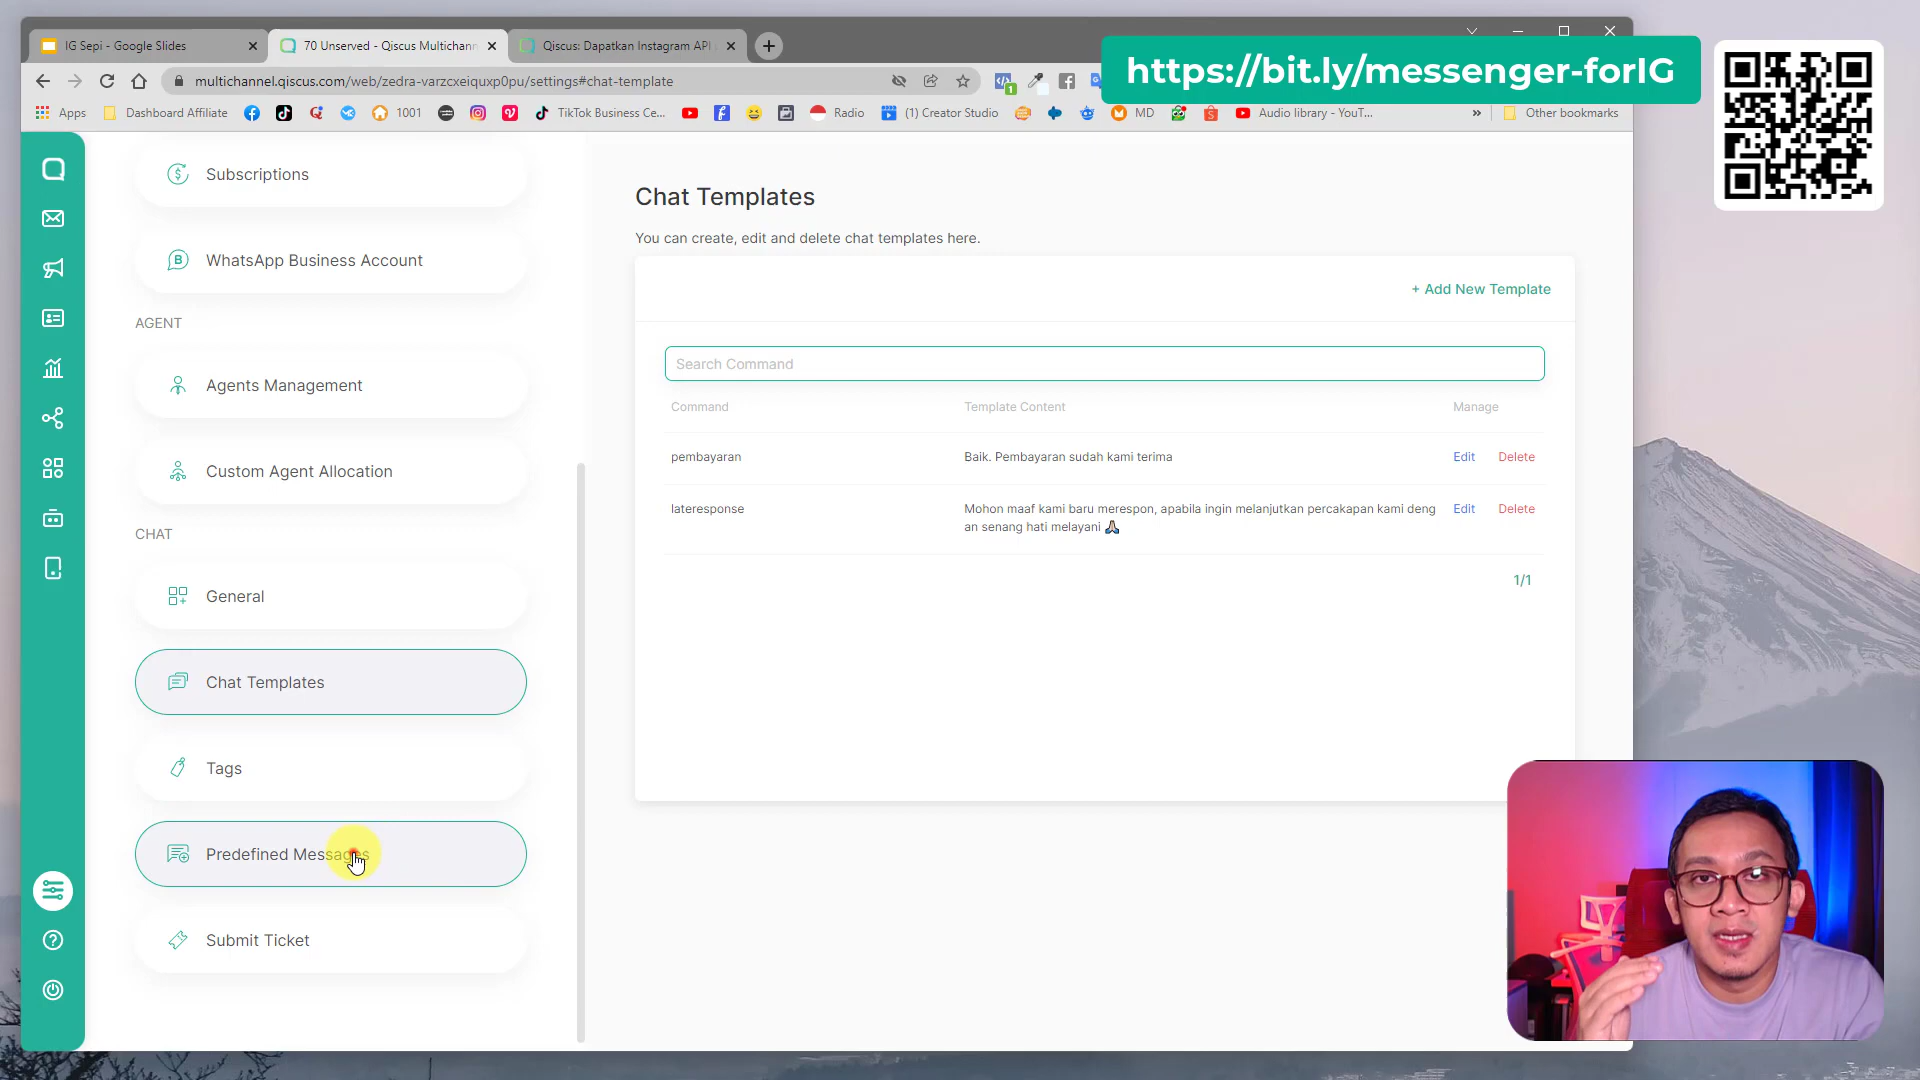 IG Sepi - Google Slides
70 Unserved - Qiscus Multichann
Qiscus: Dapatkan Instagram API
https://bit.ly/messenger-forIG
multichannel.qiscus.com/web/zedra-varzcxeiquxp0pu/settings#chat-template
Apps
Dashboard Affiliate
1001
TikTok Business Ce...
Radio
(1) Creator Studio
MD
Audio library - YouT...
»
Other bookmarks
Subscriptions
WhatsApp Business Account
AGENT
Agents Management
Custom Agent Allocation
CHAT
General
Chat Templates
Tags
Predefined Messages
Submit Ticket
Chat Templates
You can create, edit and delete chat templates here.
+ Add New Template
Search Command
Command Template Content Manage
pembayaran Baik. Pembayaran sudah kami terima Edit Delete
lateresponse Mohon maaf kami baru merespon, apabila ingin melanjutkan percakapan kami deng Edit Delete
an senang hati melayani 🙏
1/1